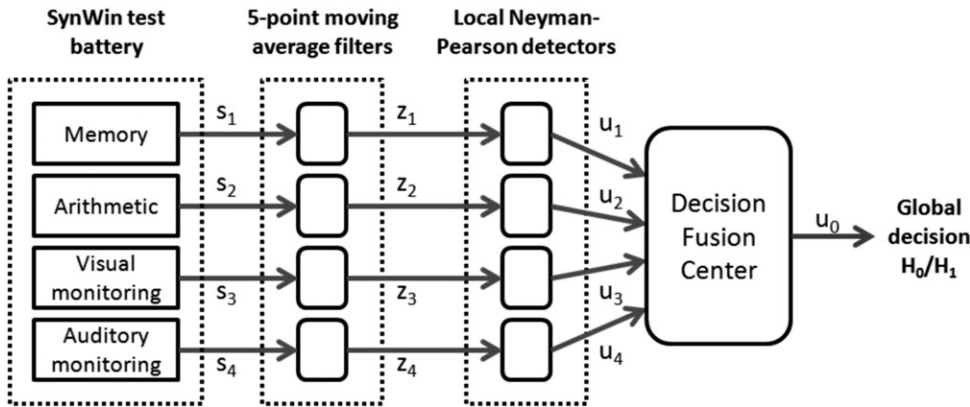 SynWin test
battery
5-point moving
average filters
Local Neyman-
Pearson detectors
Memory
s₁
z₁
u₁
Arithmetic
s₂
z₂
u₂
Visual
monitoring
s₃
z₃
u₃
Auditory
monitoring
s₄
z₄
u₄
Decision
Fusion
Center
u₀
Global
decision
H₀/H₁